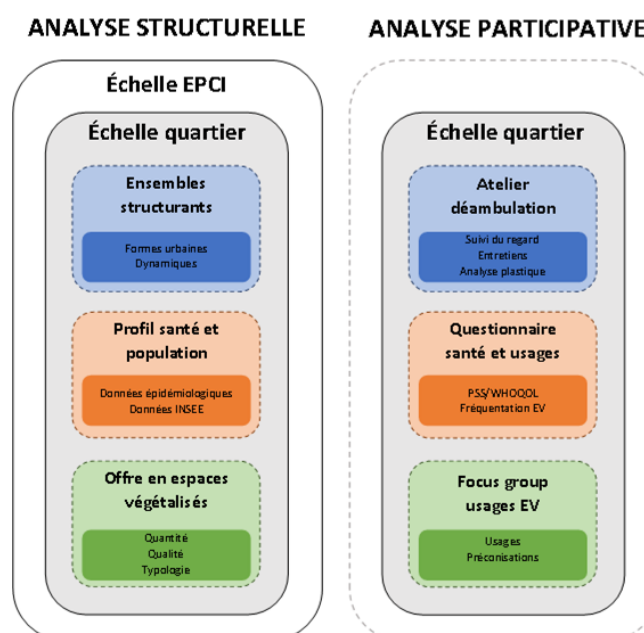 ANALYSE STRUCTURELLE
Échelle EPCI
Échelle quartier
Ensembles
structurants
Formes urbaines
Dynamiques
Profil santé et
population
Données épidémiologiques
Données INSEE
Offre en espaces
végétalisés
Quantité
Qualité
Typologie
ANALYSE PARTICIPATIVE
Échelle quartier
Atelier
déambulation
Suivi du regard
Entretiens
Analyse plastique
Questionnaire
santé et usages
PSS/WHOQOL
Fréquentation EV
Focus group
usages EV
Usages
Préconisations